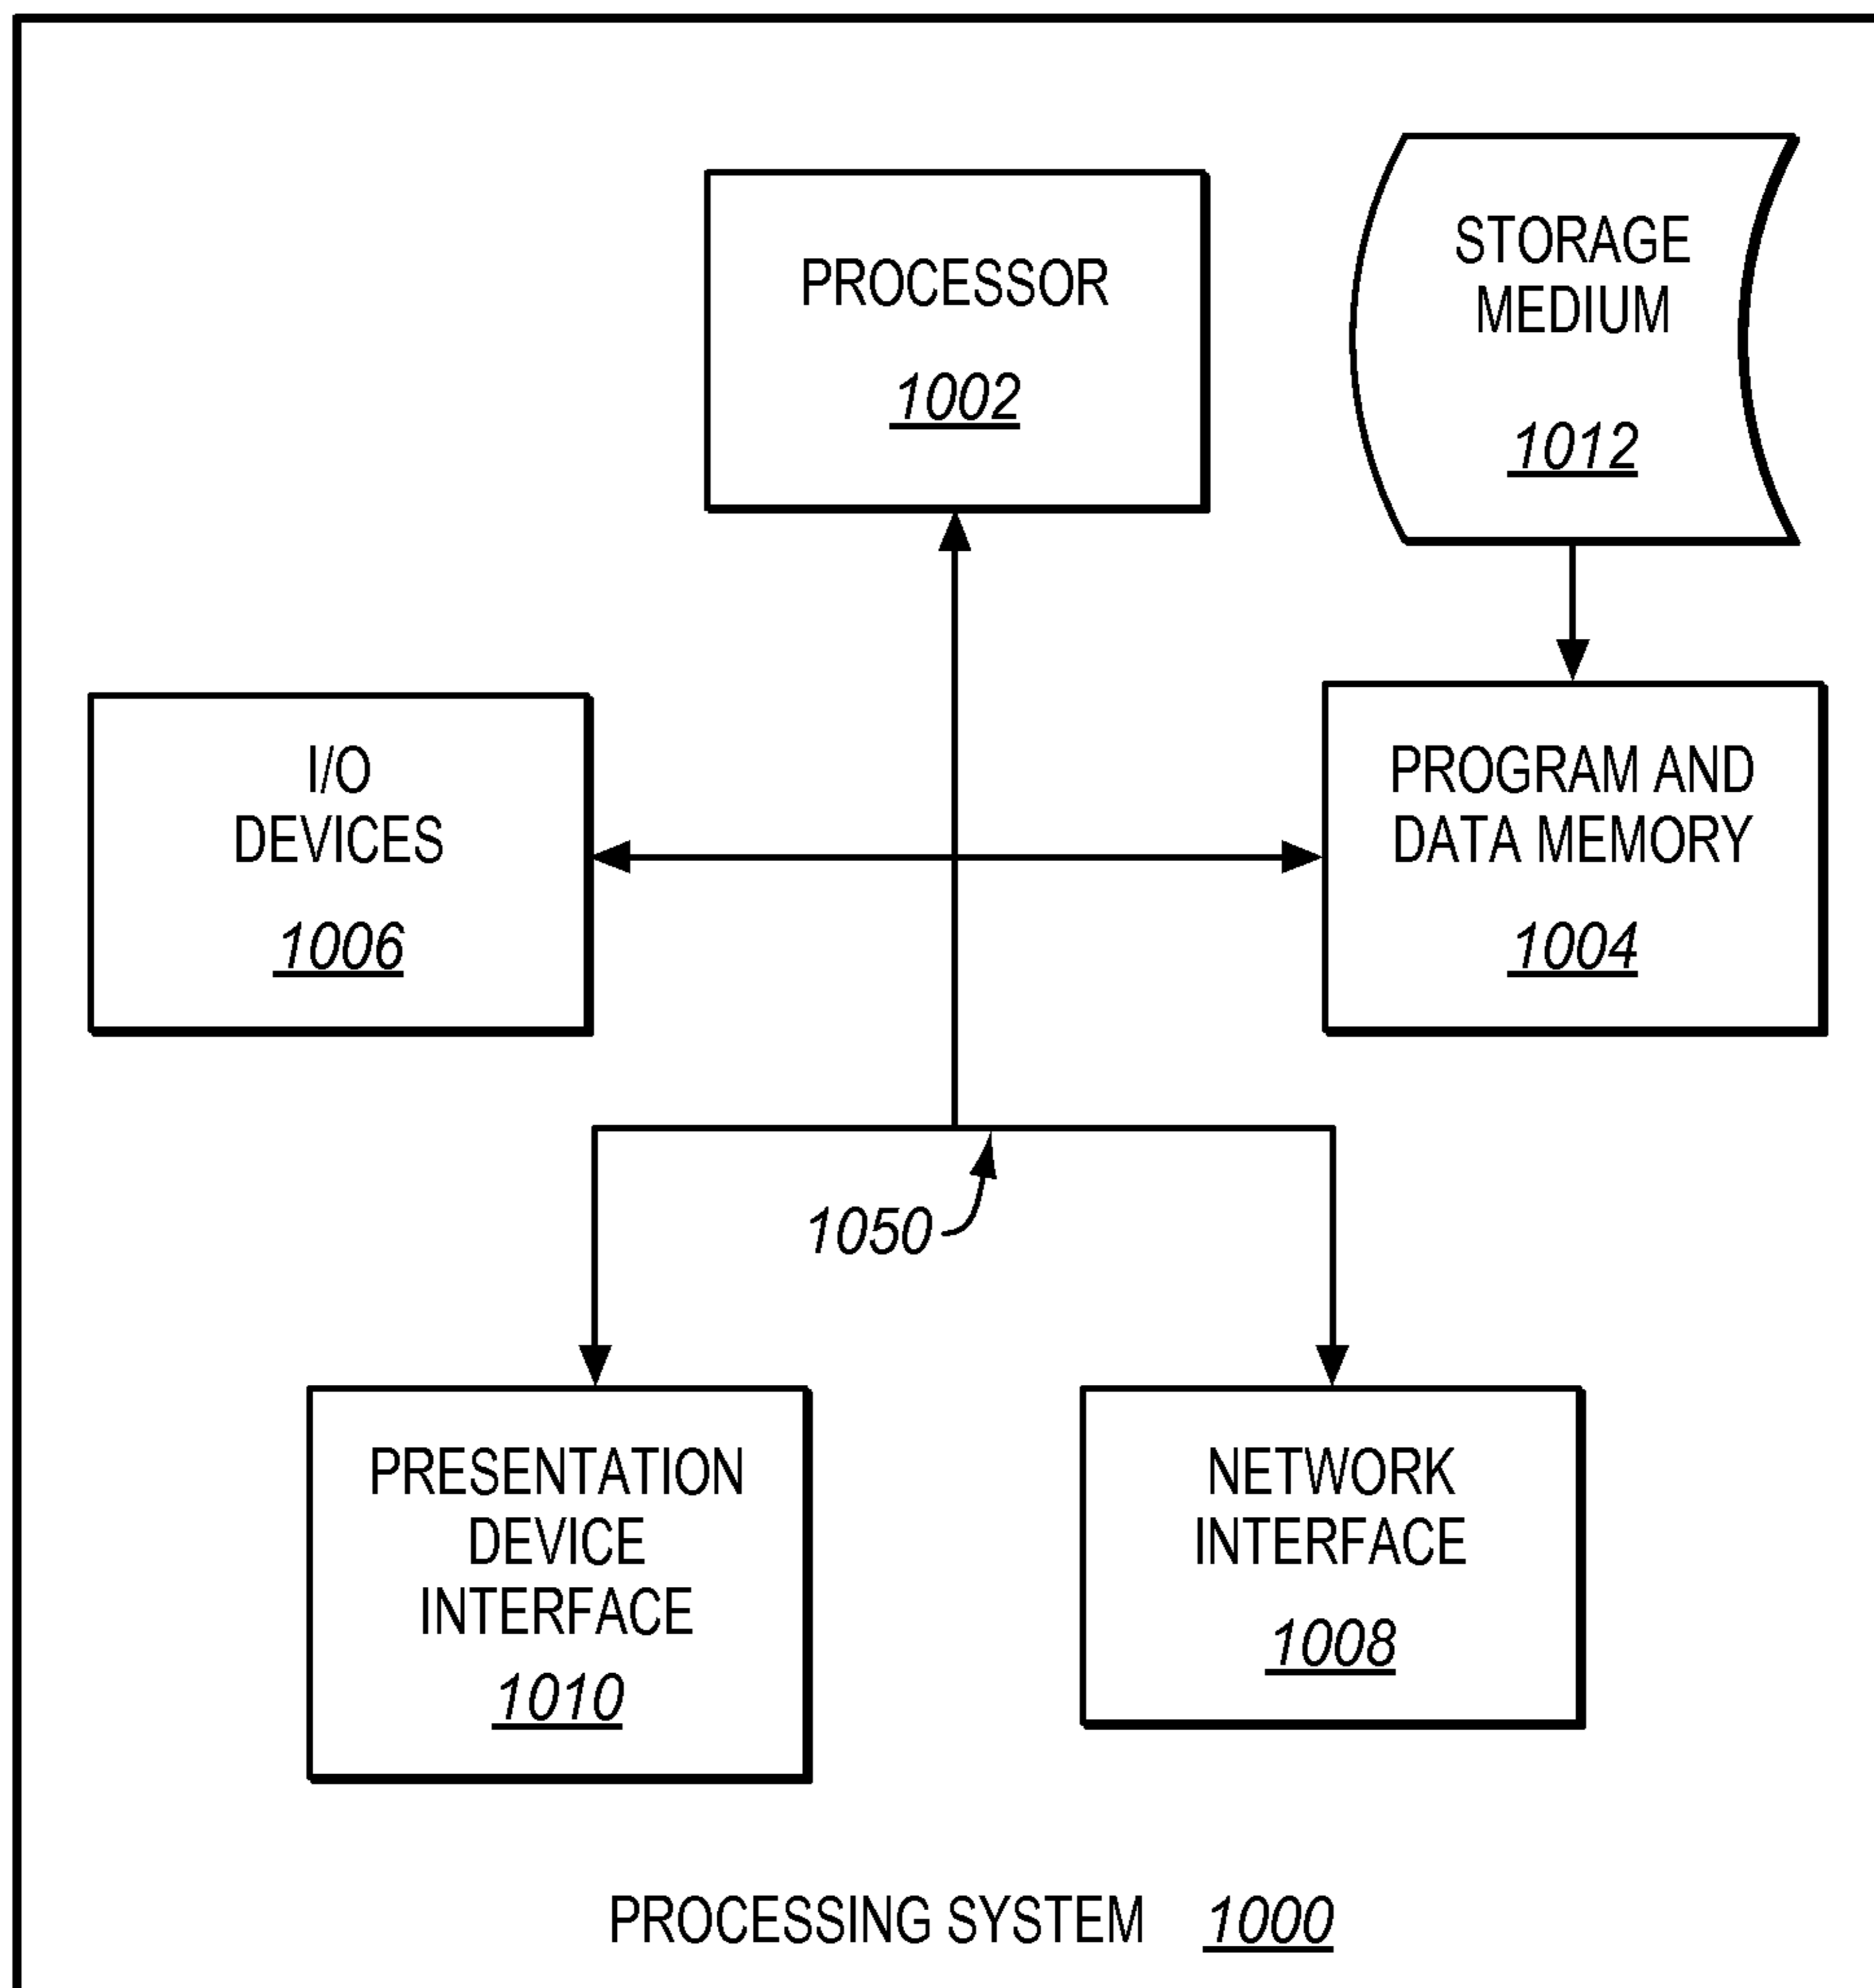 PROCESSOR
1002
STORAGE
MEDIUM
1012
I/O
DEVICES
1006
PROGRAM AND
DATA MEMORY
1004
1050
PRESENTATION
DEVICE
INTERFACE
1010
NETWORK
INTERFACE
1008
PROCESSING SYSTEM 1000